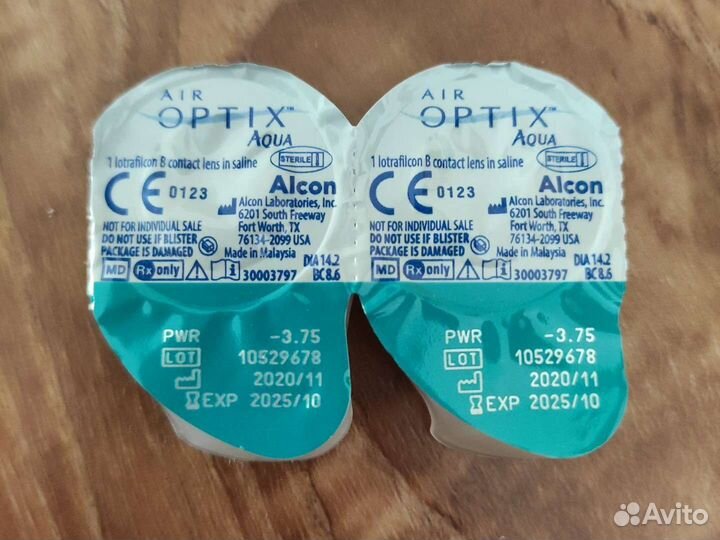 AIR
OPTIX™
AQUA
1 lotrafilcon B contact lens in saline
STERILE
CE 0123
Alcon
Alcon Laboratories, Inc.
6201 South Freeway
Fort Worth, TX
76134-2099 USA
Made in Malaysia
NOT FOR INDIVIDUAL SALE
DO NOT USE IF BLISTER
PACKAGE IS DAMAGED
DIA 14.2
BC 8.6
MD Rx only 30003797
PWR -3.75
LOT 10529678
2020/11
EXP 2025/10
AIR
OPTIX™
AQUA
1 lotrafilcon B contact lens in saline
STERILE
CE 0123
Alcon
Alcon Laboratories, Inc.
6201 South Freeway
Fort Worth, TX
76134-2099 USA
Made in Malaysia
NOT FOR INDIVIDUAL SALE
DO NOT USE IF BLISTER
PACKAGE IS DAMAGED
DIA 14.2
BC 8.6
MD Rx only 30003797
PWR -3.75
LOT 10529678
2020/11
EXP 2025/10
Avito